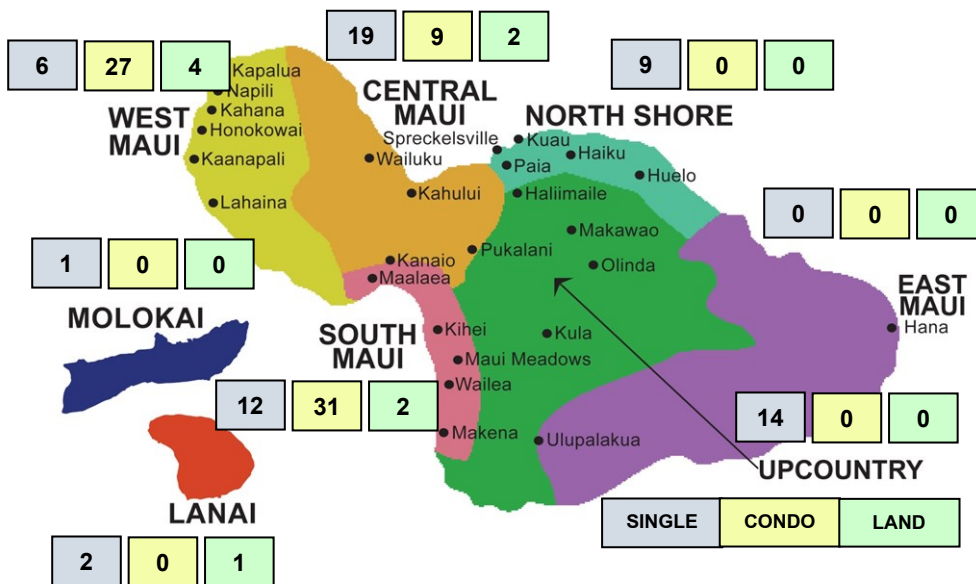 6 27 4
19 9 2
9 0 0
Kapalua
Napili
Kahana
Honokowai
Kaanapali
Lahaina
WEST
MAUI
CENTRAL
MAUI
Spreckelsville
Wailuku
Kahului
NORTH SHORE
Kuau
Paia
Haiku
Huelo
Haliimaile
0 0 0
Makawao
Pukalani
Olinda
Kanaio
Maalaea
1 0 0
MOLOKAI
EAST
MAUI
Hana
SOUTH
MAUI
Kihei
Kula
Maui Meadows
Wailea
Makena
12 31 2
14 0 0
Ulupalakua
UPCOUNTRY
LANAI
2 0 1
SINGLE CONDO LAND